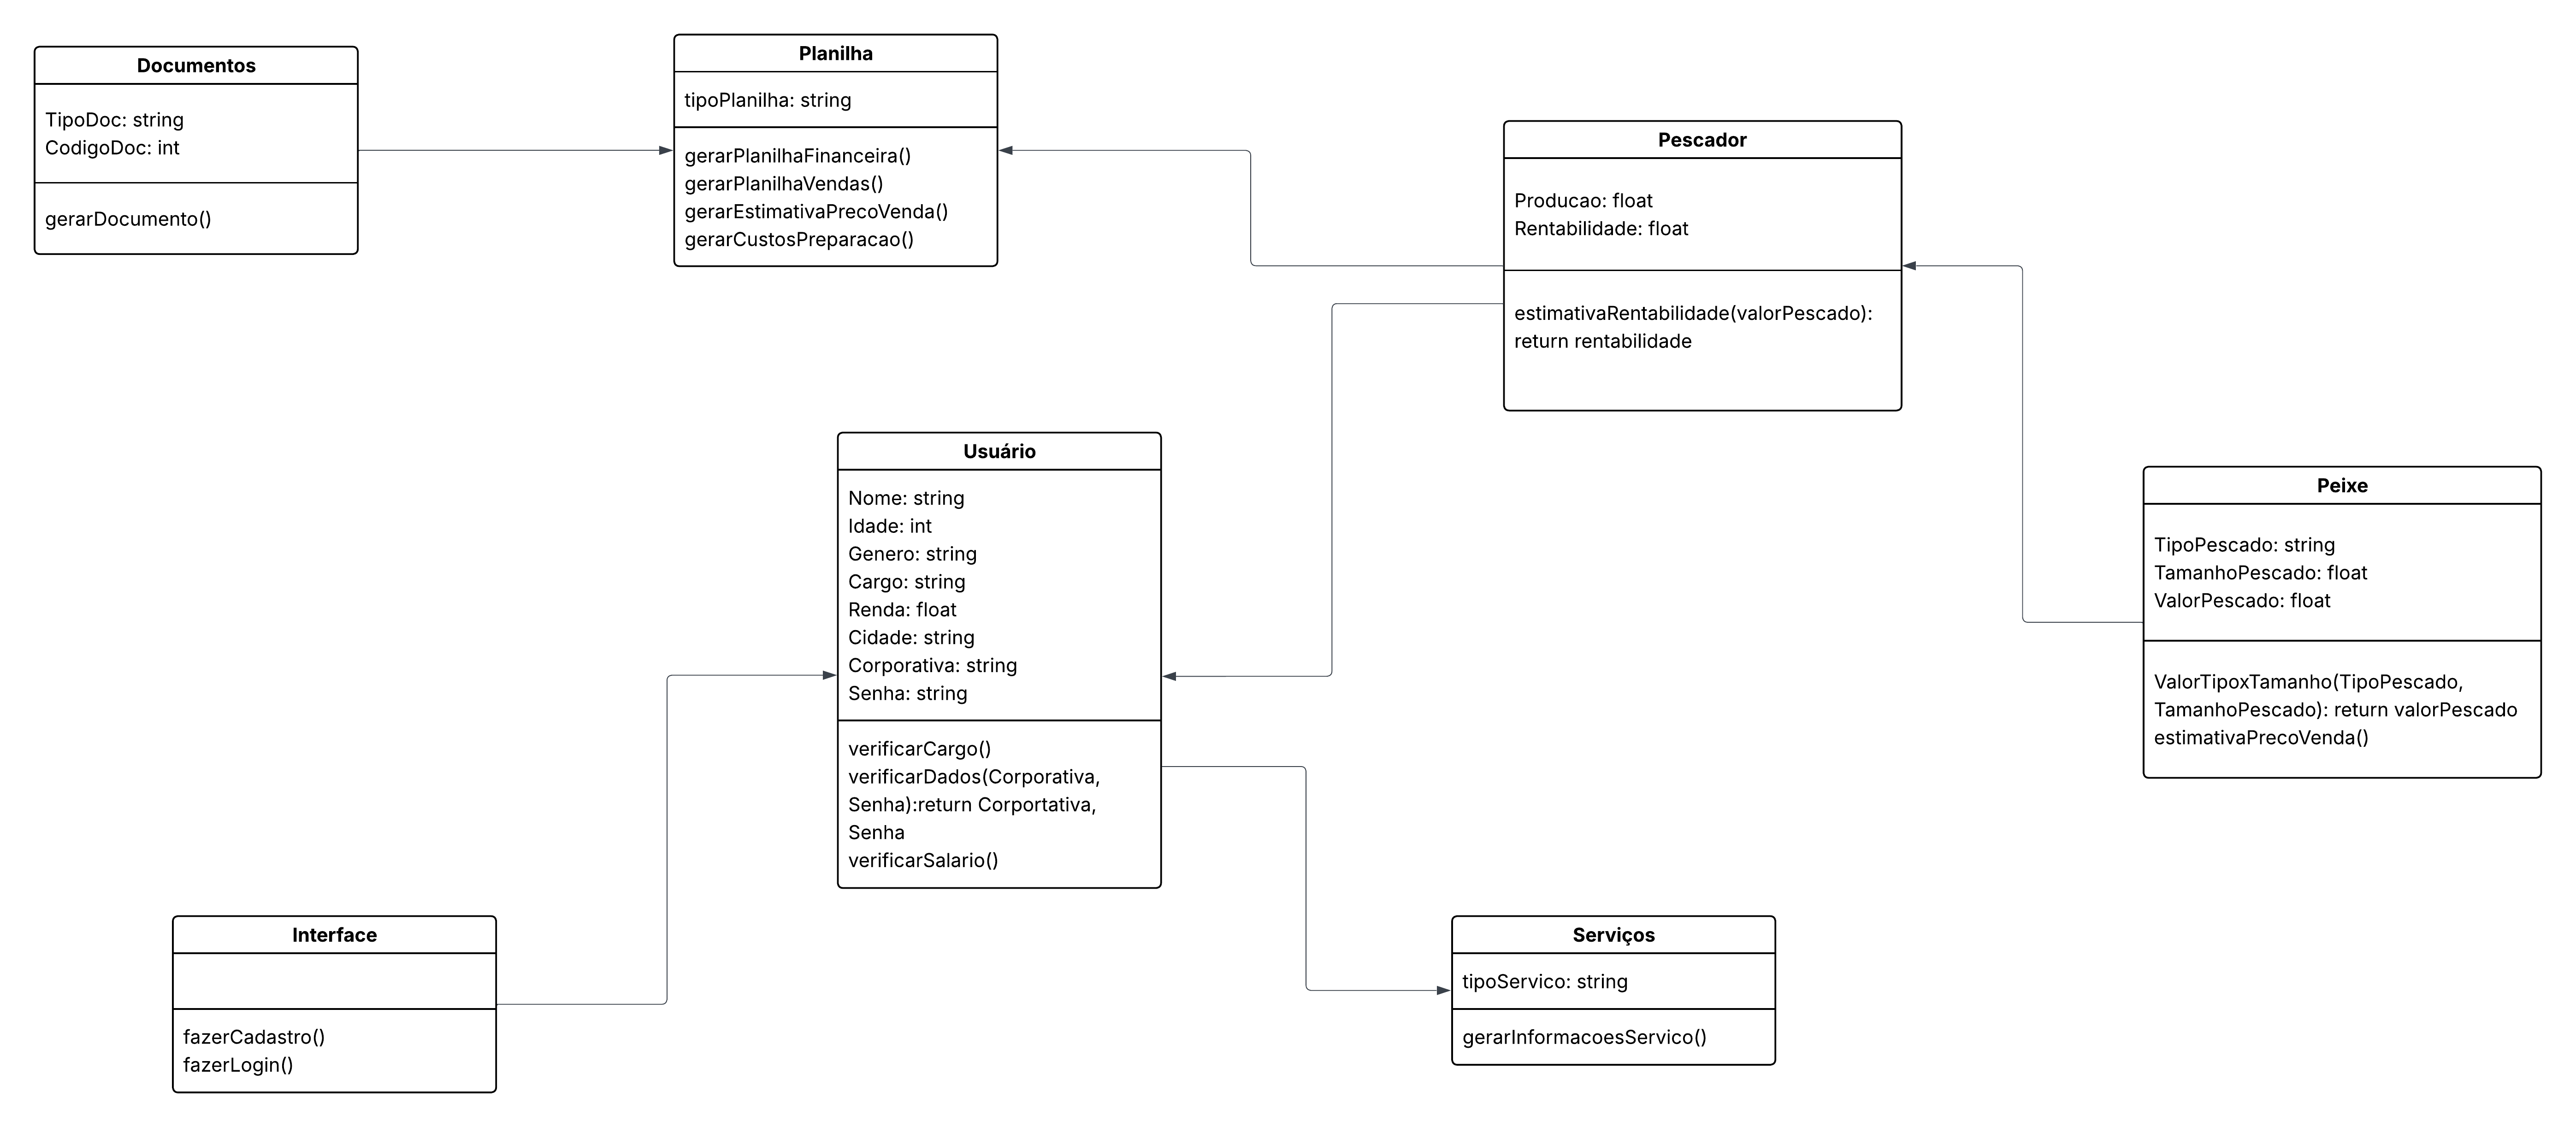 Documentos
TipoDoc: string
CodigoDoc: int
gerarDocumento()
Planilha
tipoPlanilha: string
gerarPlanilhaFinanceira()
gerarPlanilhaVendas()
gerarEstimativaPrecoVenda()
gerarCustosPreparacao()
Pescador
Producao: float
Rentabilidade: float
estimativaRentabilidade(valorPescado):
return rentabilidade
Usuário
Nome: string
Idade: int
Genero: string
Cargo: string
Renda: float
Cidade: string
Corporativa: string
Senha: string
verificarCargo()
verificarDados(Corporativa,
Senha):return Corportativa,
Senha
verificarSalario()
Peixe
TipoPescado: string
TamanhoPescado: float
ValorPescado: float
ValorTipoxTamanho(TipoPescado,
TamanhoPescado): return valorPescado
estimativaPrecoVenda()
Interface
fazerCadastro()
fazerLogin()
Serviços
tipoServico: string
gerarInformacoesServico()